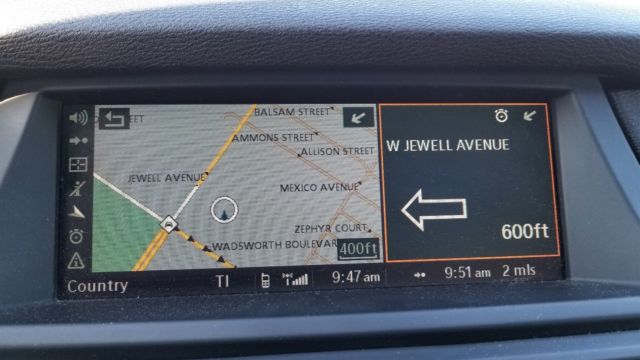 BALSAM STREET
AMMONS STREET
ALLISON STREET
JEWELL AVENUE
MEXICO AVENUE
ZEPHYR COURT
WADSWORTH BOULEVAR
400ft
W JEWELL AVENUE
600ft
Country
TI
9:47 am
9:51 am
2 mls